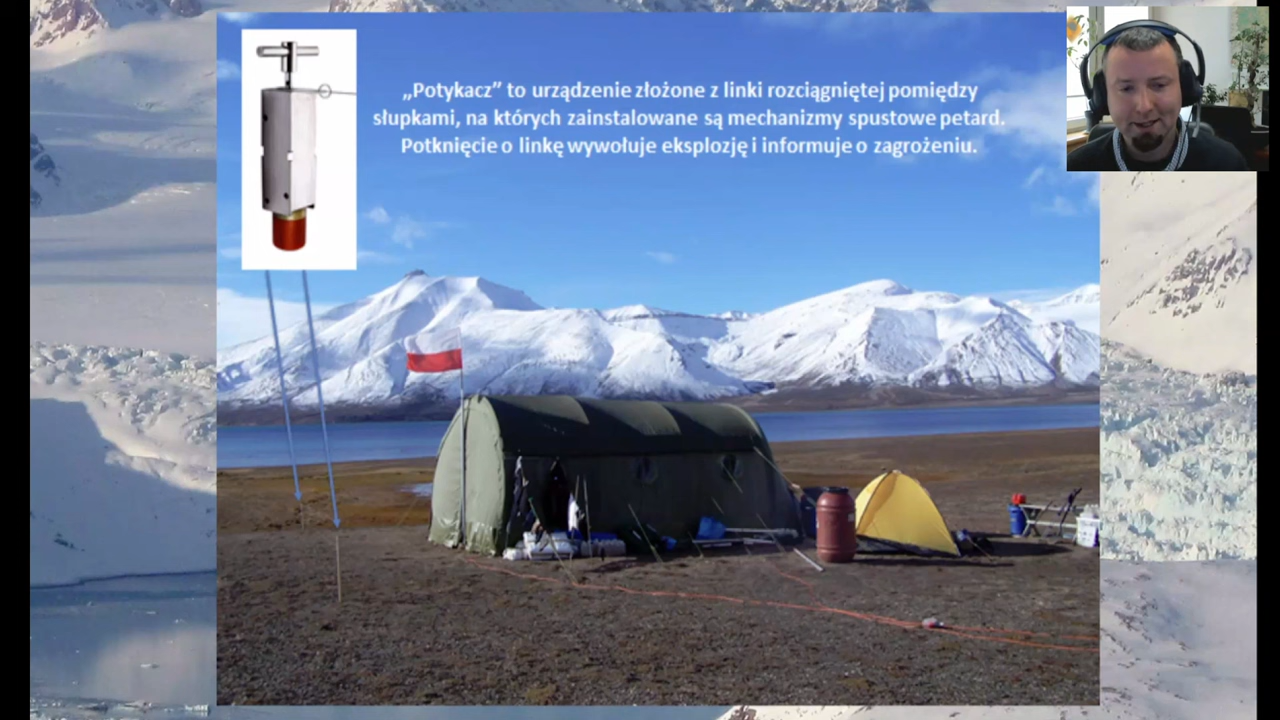 „Potykacz” to urządzenie złożone z linki rozciągniętej pomiędzy
słupkami, na których zainstalowane są mechanizmy spustowe petard.
Potknięcie o linkę wywołuje eksplozję i informuje o zagrożeniu.